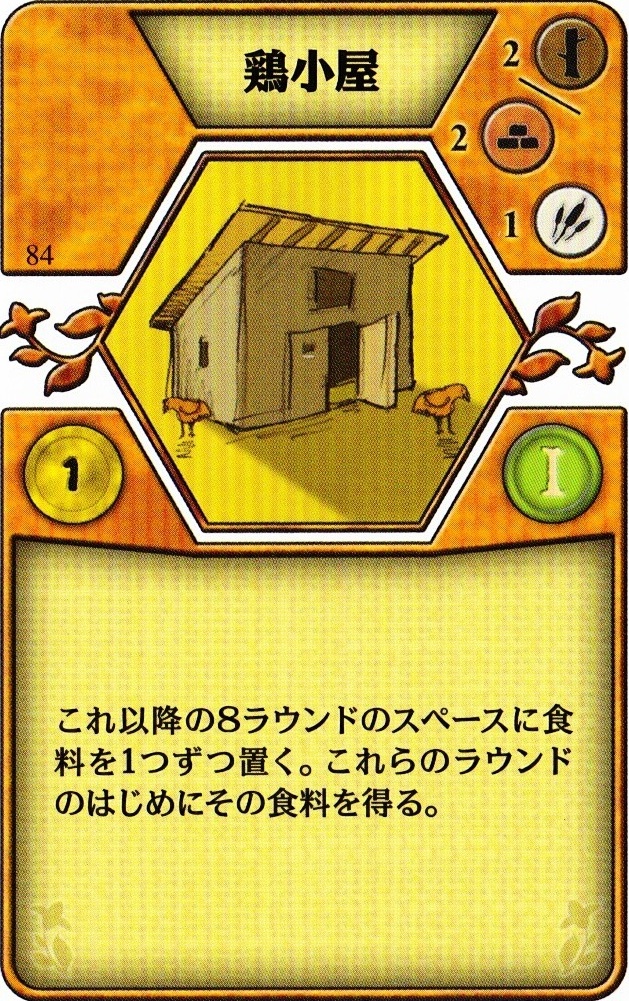 鶏小屋
2
2
1
84
1
I
これ以降の8ラウンドのスペースに食
料を1つずつ置く。これらのラウンド
のはじめにその食料を得る。